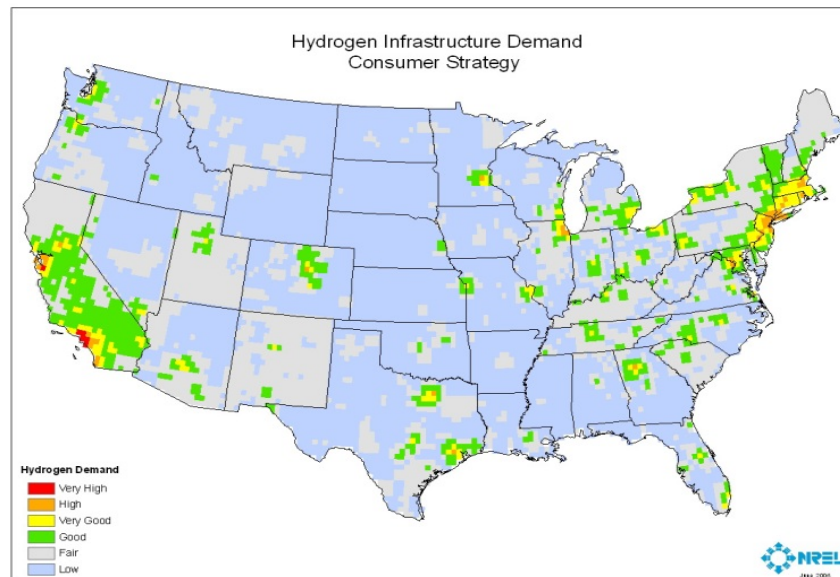 Hydrogen Infrastructure Demand
Consumer Strategy
Hydrogen Demand
Very High
High
Very Good
Good
Fair
Low
NREL